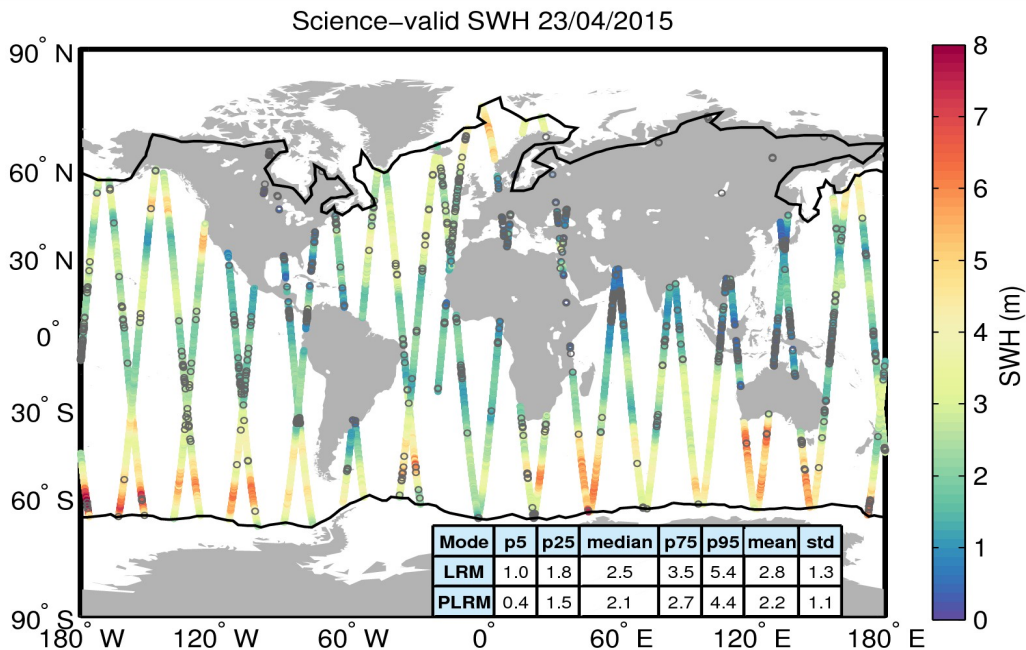 Science−valid SWH 23/04/2015
90° N
60° N
30° N
0°
30° S
60° S
90° S
180° W
120° W
60° W
0°
60° E
120° E
180° E
Mode p5 p25 median p75 p95 mean std
LRM 1.0 1.8 2.5 3.5 5.4 2.8 1.3
PLRM 0.4 1.5 2.1 2.7 4.4 2.2 1.1
8
7
6
5
4
3
2
1
0
SWH (m)